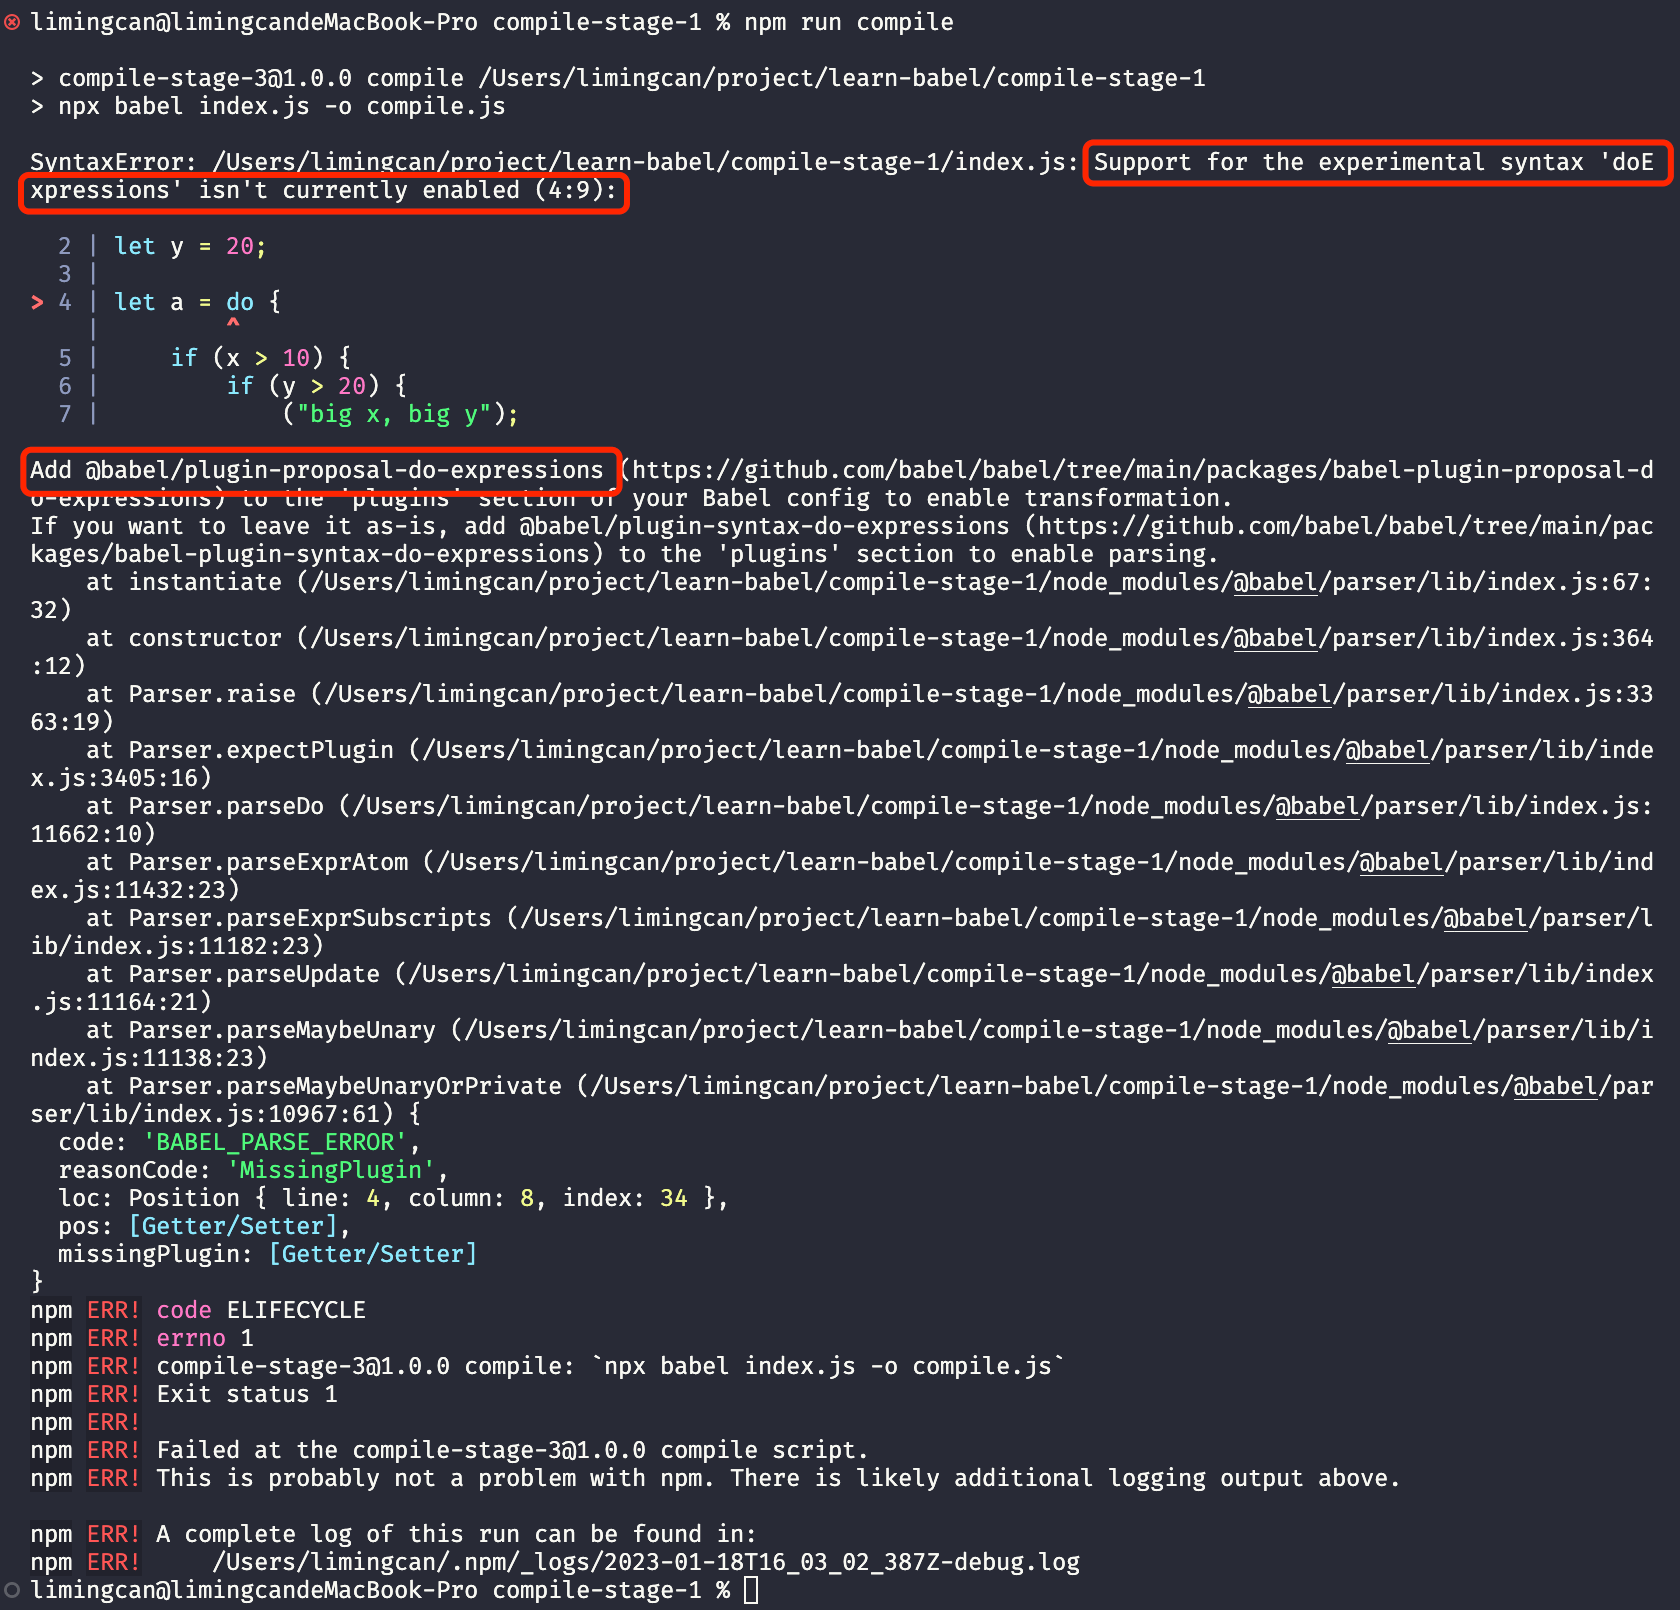 limingcan@limingcandeMacBook-Pro compile-stage-1 % npm run compile
> compile-stage-3@1.0.0 compile /Users/limingcan/project/learn-babel/compile-stage-1
> npx babel index.js -o compile.js
SyntaxError: /Users/limingcan/project/learn-babel/compile-stage-1/index.js: Support for the experimental syntax 'doE
xpressions' isn't currently enabled (4:9):
  2 | let y = 20;
  3 |
> 4 | let a = do {
    |         ^
  5 |     if (x > 10) {
  6 |         if (y > 20) {
  7 |             ("big x, big y");
Add @babel/plugin-proposal-do-expressions (https://github.com/babel/babel/tree/main/packages/babel-plugin-proposal-d
o-expressions) to the 'plugins' section of your Babel config to enable transformation.
If you want to leave it as-is, add @babel/plugin-syntax-do-expressions (https://github.com/babel/babel/tree/main/pac
kages/babel-plugin-syntax-do-expressions) to the 'plugins' section to enable parsing.
    at instantiate (/Users/limingcan/project/learn-babel/compile-stage-1/node_modules/@babel/parser/lib/index.js:67:
32)
    at constructor (/Users/limingcan/project/learn-babel/compile-stage-1/node_modules/@babel/parser/lib/index.js:364
:12)
    at Parser.raise (/Users/limingcan/project/learn-babel/compile-stage-1/node_modules/@babel/parser/lib/index.js:33
63:19)
    at Parser.expectPlugin (/Users/limingcan/project/learn-babel/compile-stage-1/node_modules/@babel/parser/lib/inde
x.js:3405:16)
    at Parser.parseDo (/Users/limingcan/project/learn-babel/compile-stage-1/node_modules/@babel/parser/lib/index.js:
11662:10)
    at Parser.parseExprAtom (/Users/limingcan/project/learn-babel/compile-stage-1/node_modules/@babel/parser/lib/ind
ex.js:11432:23)
    at Parser.parseExprSubscripts (/Users/limingcan/project/learn-babel/compile-stage-1/node_modules/@babel/parser/l
ib/index.js:11182:23)
    at Parser.parseUpdate (/Users/limingcan/project/learn-babel/compile-stage-1/node_modules/@babel/parser/lib/index
.js:11164:21)
    at Parser.parseMaybeUnary (/Users/limingcan/project/learn-babel/compile-stage-1/node_modules/@babel/parser/lib/i
ndex.js:11138:23)
    at Parser.parseMaybeUnaryOrPrivate (/Users/limingcan/project/learn-babel/compile-stage-1/node_modules/@babel/par
ser/lib/index.js:10967:61) {
  code: 'BABEL_PARSE_ERROR',
  reasonCode: 'MissingPlugin',
  loc: Position { line: 4, column: 8, index: 34 },
  pos: [Getter/Setter],
  missingPlugin: [Getter/Setter]
}
npm ERR! code ELIFECYCLE
npm ERR! errno 1
npm ERR! compile-stage-3@1.0.0 compile: `npx babel index.js -o compile.js`
npm ERR! Exit status 1
npm ERR!
npm ERR! Failed at the compile-stage-3@1.0.0 compile script.
npm ERR! This is probably not a problem with npm. There is likely additional logging output above.
npm ERR! A complete log of this run can be found in:
npm ERR!     /Users/limingcan/.npm/_logs/2023-01-18T16_03_02_387Z-debug.log
limingcan@limingcandeMacBook-Pro compile-stage-1 %